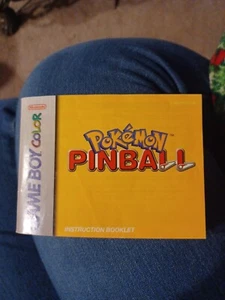 Nintendo
GAME BOY COLOR
POKéMON
PINBALL
INSTRUCTION BOOKLET